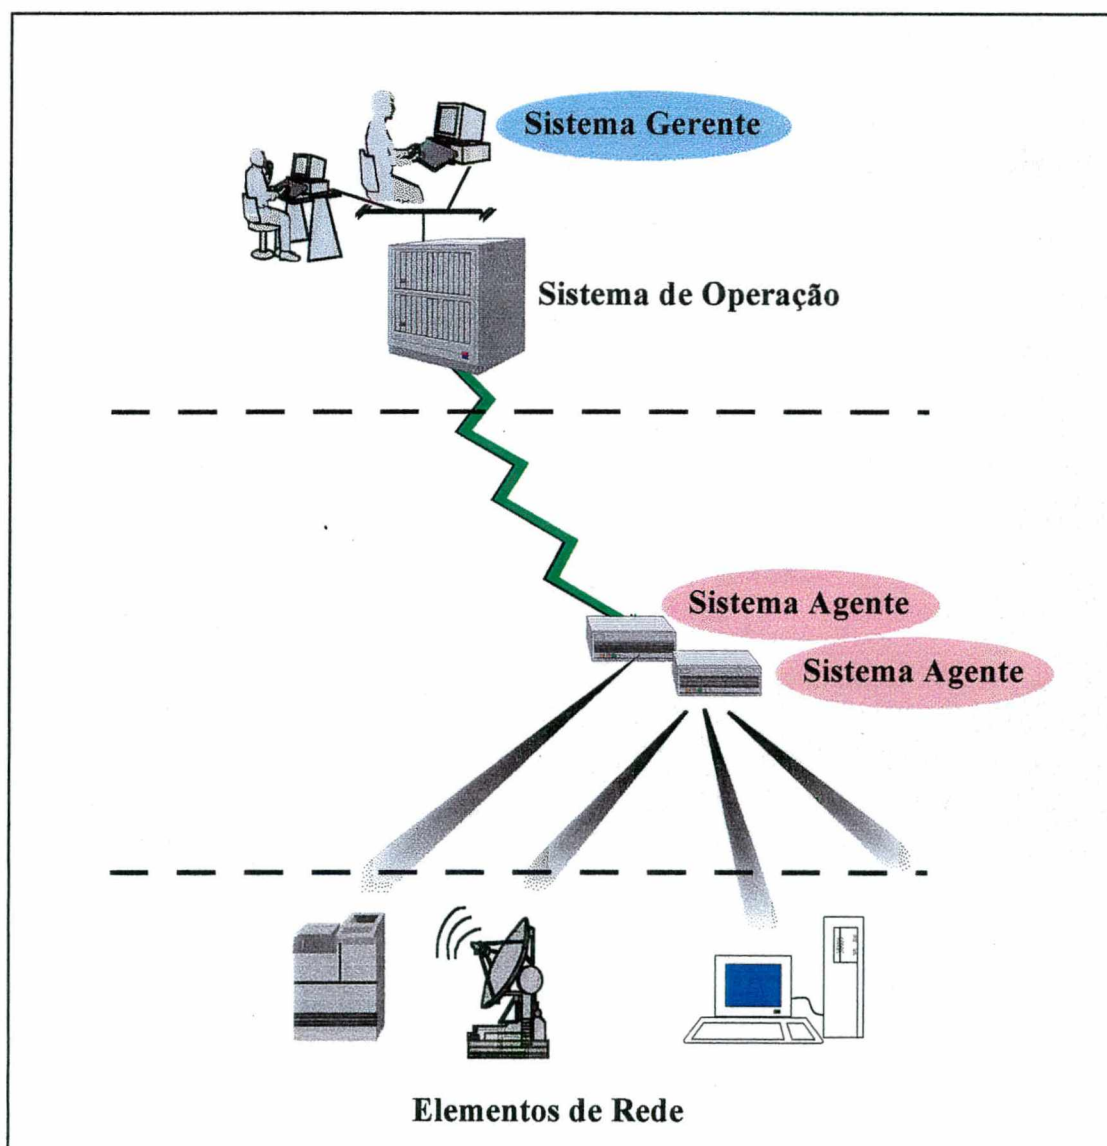 Sistema Gerente
Sistema de Operação
Sistema Agente
Sistema Agente
Elementos de Rede